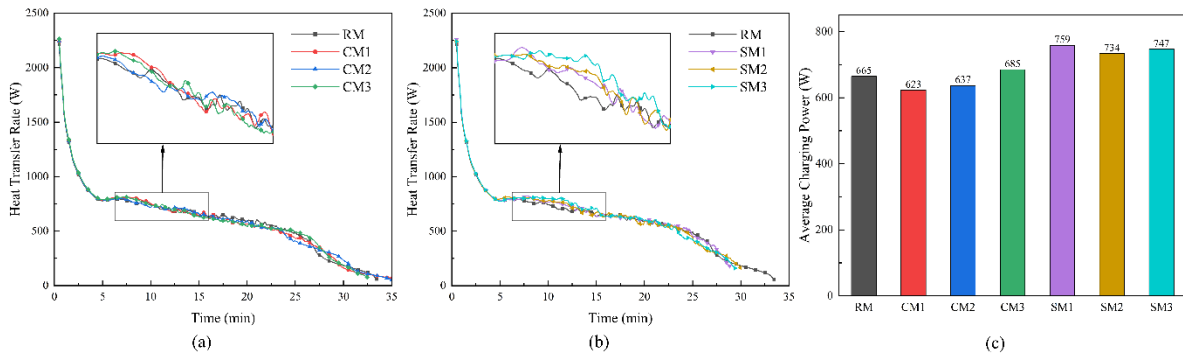 Heat Transfer Rate (W)
2500
2000
1500
1000
500
0
RM
CM1
CM2
CM3
0 5 10 15 20 25 30 35
Time (min)
(a)
Heat Transfer Rate (W)
2500
2000
1500
1000
500
0
RM
SM1
SM2
SM3
0 5 10 15 20 25 30 35
Time (min)
(b)
Average Charging Power (W)
800
600
400
200
0
665 623 637 685 759 734 747
RM CM1 CM2 CM3 SM1 SM2 SM3
(c)